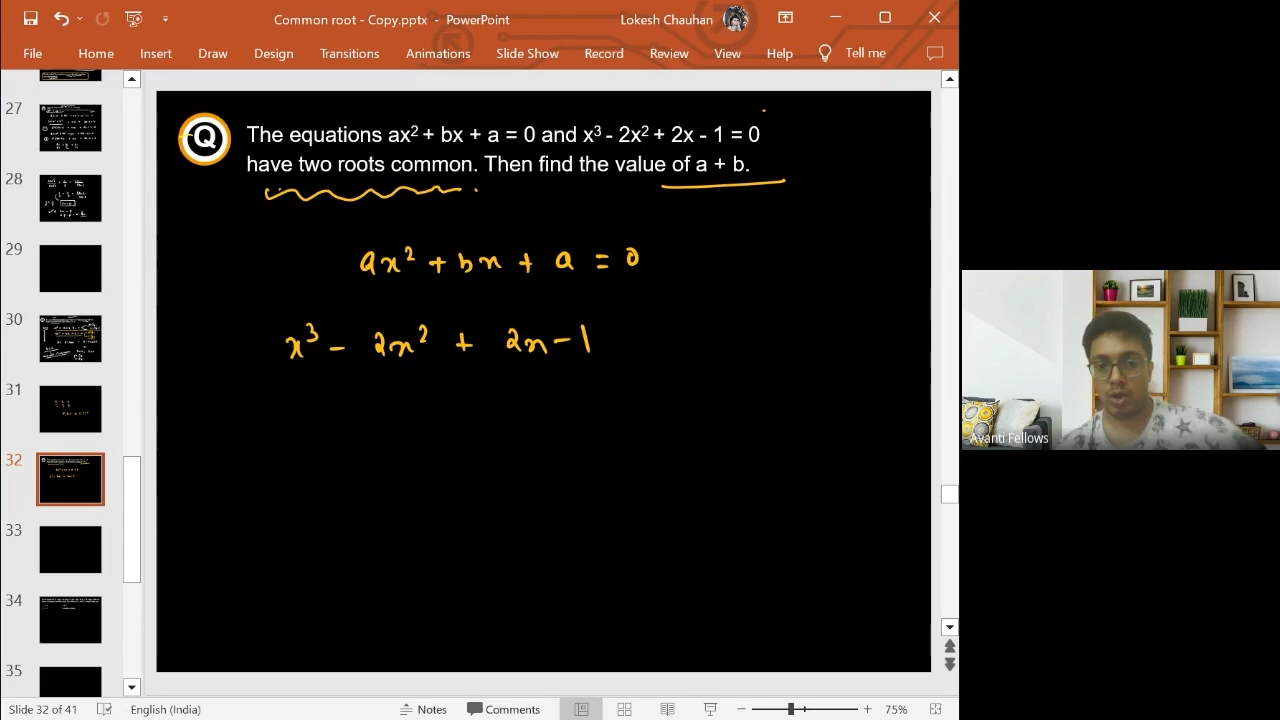 Common root - Copy.pptx - PowerPoint
Lokesh Chauhan
File Home Insert Draw Design Transitions Animations Slide Show Record Review View Help Tell me
27
28
29
30
31
32
33
34
35
Q
The equations ax² + bx + a = 0 and x³ - 2x² + 2x - 1 = 0
have two roots common. Then find the value of a + b.
ax² + bx + a = 0
x³ - 2x² + 2x - 1
Avanti Fellows
Slide 32 of 41 English (India) Notes Comments 75%